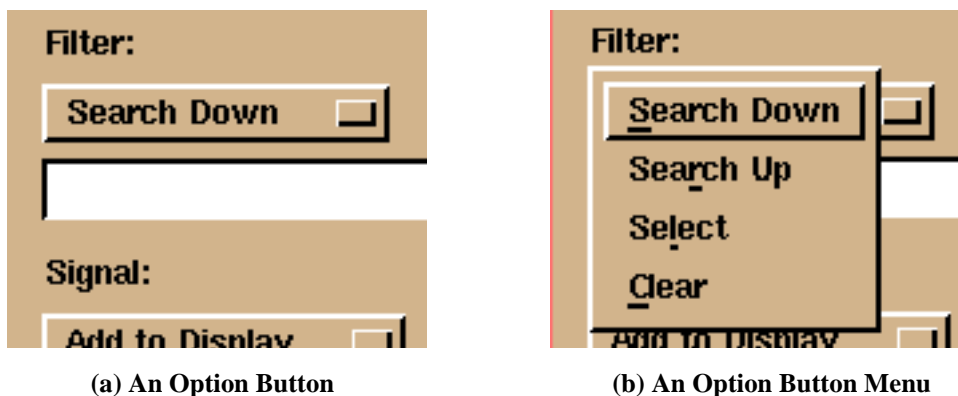 Filter:
Search Down
Signal:
Add to Display
(a) An Option Button
Filter:
Search Down
Search Up
Select
Clear
Add to Display
(b) An Option Button Menu